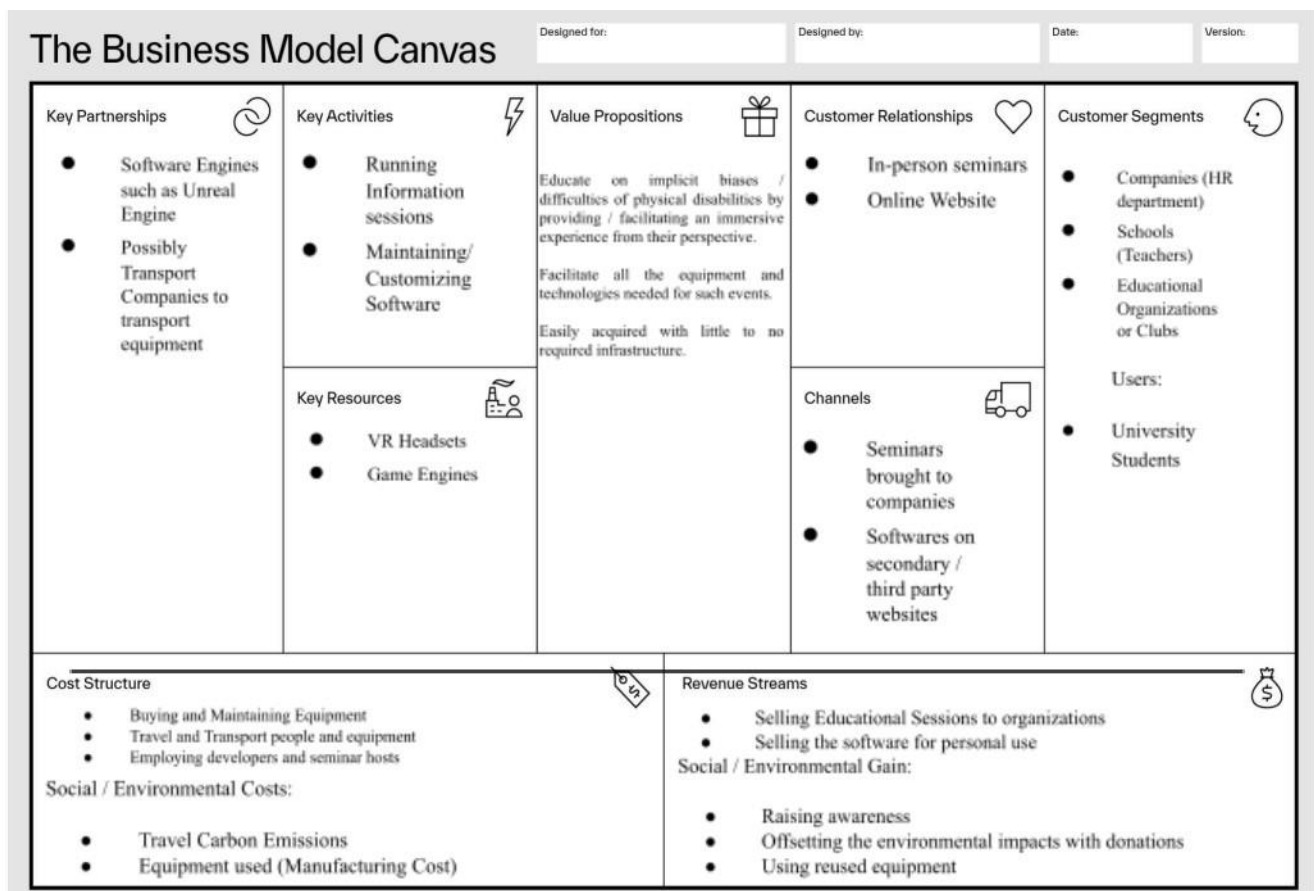 The Business Model Canvas
Designed for:
Designed by:
Date:
Version:
Key Partnerships
● Software Engines
such as Unreal
Engine
● Possibly
Transport
Companies to
transport
equipment
Key Activities
● Running
Information
sessions
● Maintaining/
Customizing
Software
Key Resources
● VR Headsets
● Game Engines
Value Propositions
Educate on implicit biases /
difficulties of physical disabilities by
providing / facilitating an immersive
experience from their perspective.
Facilitate all the equipment and
technologies needed for such events.
Easily acquired with little to no
required infrastructure.
Customer Relationships
● In-person seminars
● Online Website
Channels
● Seminars
brought to
companies
● Softwares on
secondary /
third party
websites
Customer Segments
● Companies (HR
department)
● Schools
(Teachers)
● Educational
Organizations
or Clubs
Users:
● University
Students
Cost Structure
● Buying and Maintaining Equipment
● Travel and Transport people and equipment
● Employing developers and seminar hosts
Social / Environmental Costs:
● Travel Carbon Emissions
● Equipment used (Manufacturing Cost)
Revenue Streams
● Selling Educational Sessions to organizations
● Selling the software for personal use
Social / Environmental Gain:
● Raising awareness
● Offsetting the environmental impacts with donations
● Using reused equipment